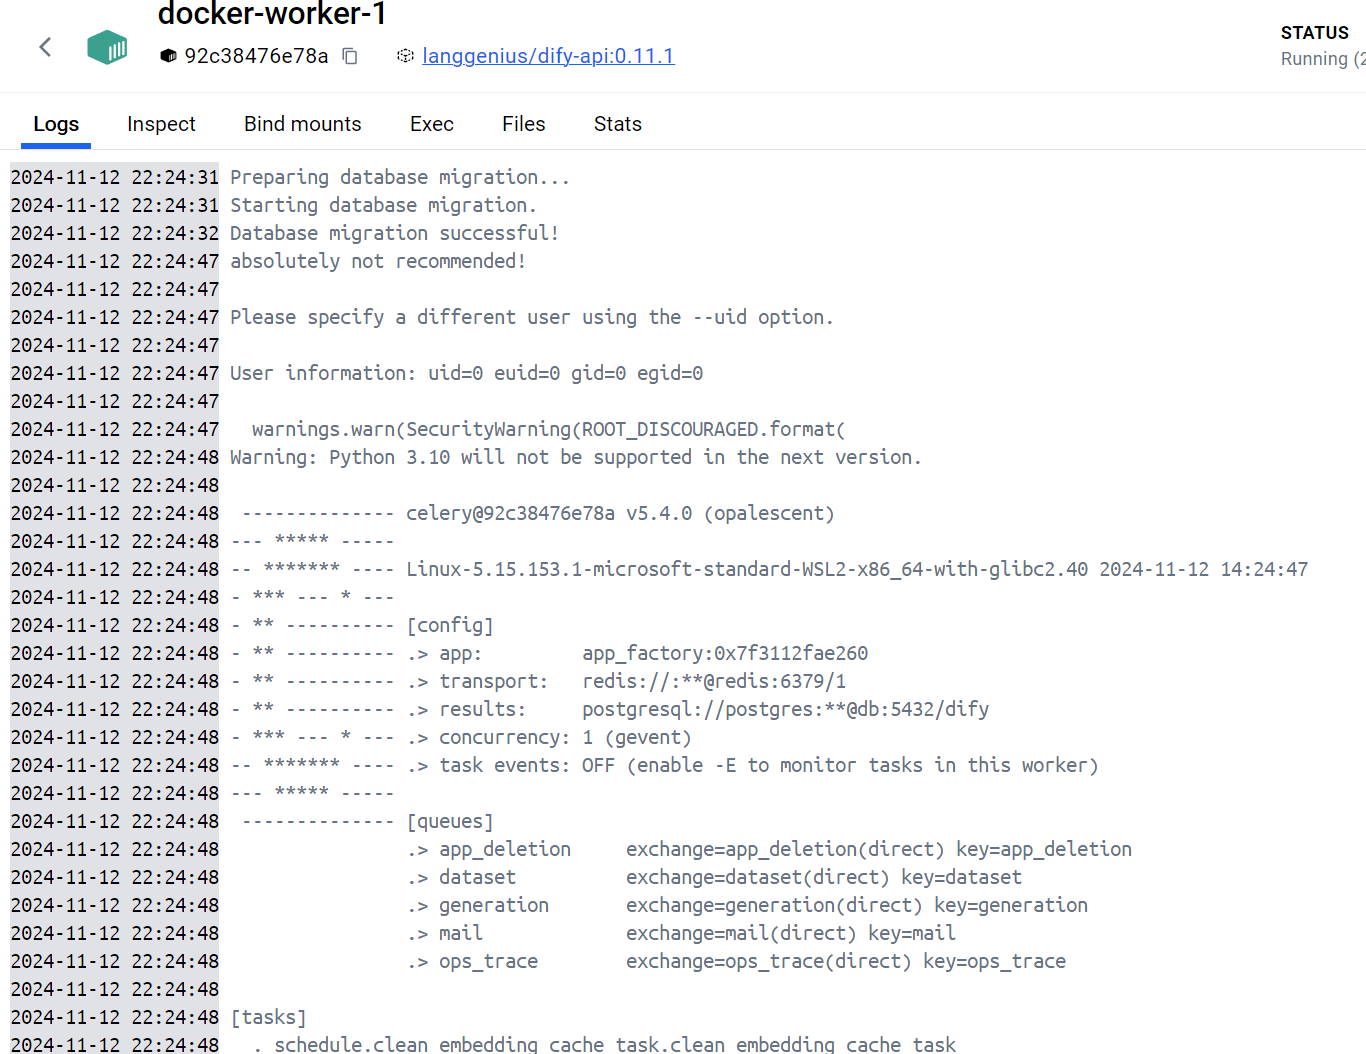 docker-worker-1
92c38476e78a langgenius/dify-api:0.11.1
STATUS
Running (2
Logs Inspect Bind mounts Exec Files Stats
2024-11-12 22:24:31 Preparing database migration...
2024-11-12 22:24:31 Starting database migration.
2024-11-12 22:24:32 Database migration successful!
2024-11-12 22:24:47 absolutely not recommended!
2024-11-12 22:24:47
2024-11-12 22:24:47 Please specify a different user using the --uid option.
2024-11-12 22:24:47
2024-11-12 22:24:47 User information: uid=0 euid=0 gid=0 egid=0
2024-11-12 22:24:47
2024-11-12 22:24:47   warnings.warn(SecurityWarning(ROOT_DISCOURAGED.format(
2024-11-12 22:24:48 Warning: Python 3.10 will not be supported in the next version.
2024-11-12 22:24:48
2024-11-12 22:24:48  -------------- celery@92c38476e78a v5.4.0 (opalescent)
2024-11-12 22:24:48 --- ***** -----
2024-11-12 22:24:48 -- ******* ---- Linux-5.15.153.1-microsoft-standard-WSL2-x86_64-with-glibc2.40 2024-11-12 14:24:47
2024-11-12 22:24:48 - *** --- * ---
2024-11-12 22:24:48 - ** ---------- [config]
2024-11-12 22:24:48 - ** ---------- .> app:         app_factory:0x7f3112fae260
2024-11-12 22:24:48 - ** ---------- .> transport:   redis://:**@redis:6379/1
2024-11-12 22:24:48 - ** ---------- .> results:     postgresql://postgres:**@db:5432/dify
2024-11-12 22:24:48 - *** --- * --- .> concurrency: 1 (gevent)
2024-11-12 22:24:48 -- ******* ---- .> task events: OFF (enable -E to monitor tasks in this worker)
2024-11-12 22:24:48 --- ***** -----
2024-11-12 22:24:48  -------------- [queues]
2024-11-12 22:24:48                 .> app_deletion     exchange=app_deletion(direct) key=app_deletion
2024-11-12 22:24:48                 .> dataset          exchange=dataset(direct) key=dataset
2024-11-12 22:24:48                 .> generation       exchange=generation(direct) key=generation
2024-11-12 22:24:48                 .> mail             exchange=mail(direct) key=mail
2024-11-12 22:24:48                 .> ops_trace        exchange=ops_trace(direct) key=ops_trace
2024-11-12 22:24:48
2024-11-12 22:24:48 [tasks]
2024-11-12 22:24:48   . schedule.clean_embedding_cache_task.clean_embedding_cache_task